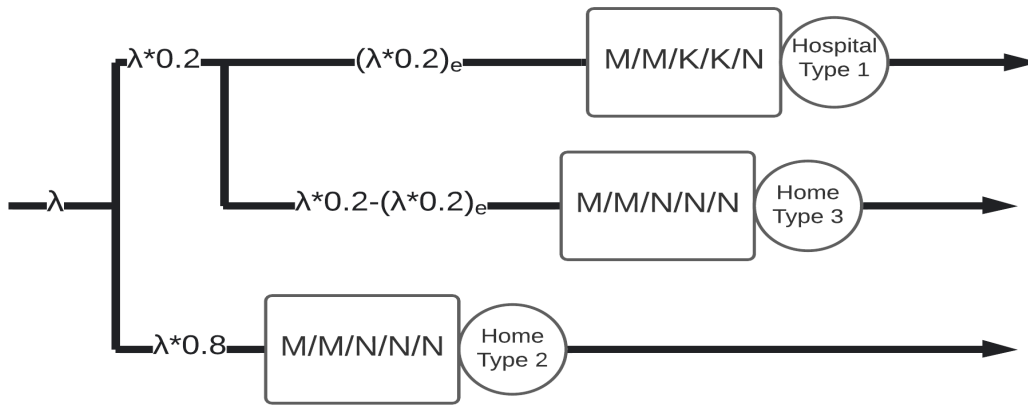 λ*0.2
(λ*0.2)ₑ
M/M/K/K/N
Hospital
Type 1
λ
λ*0.2-(λ*0.2)ₑ
M/M/N/N/N
Home
Type 3
λ*0.8
M/M/N/N/N
Home
Type 2